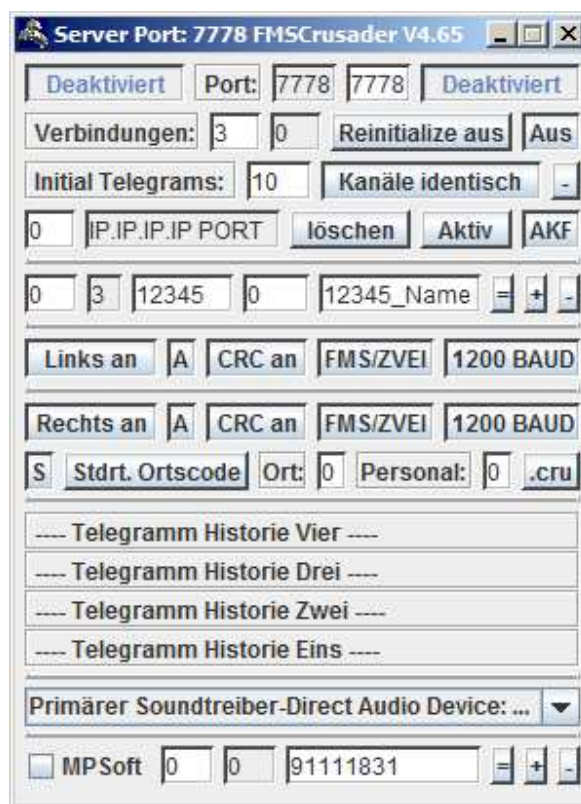 Server Port: 7778 FMSCrusader V4.65
Deaktiviert Port: 7778 7778 Deaktiviert
Verbindungen: 3 0 Reinitialize aus Aus
Initial Telegrams: 10 Kanäle identisch -
0 IP.IP.IP.IP PORT löschen Aktiv AKF
0 3 12345 0 12345_Name = + -
Links an A CRC an FMS/ZVEI 1200 BAUD
Rechts an A CRC an FMS/ZVEI 1200 BAUD
S Stdrt. Ortscode Ort: 0 Personal: 0 .cru
---- Telegramm Historie Vier ----
---- Telegramm Historie Drei ----
---- Telegramm Historie Zwei ----
---- Telegramm Historie Eins ----
Primärer Soundtreiber-Direct Audio Device: ...
MPSoft 0 0 91111831 = + -